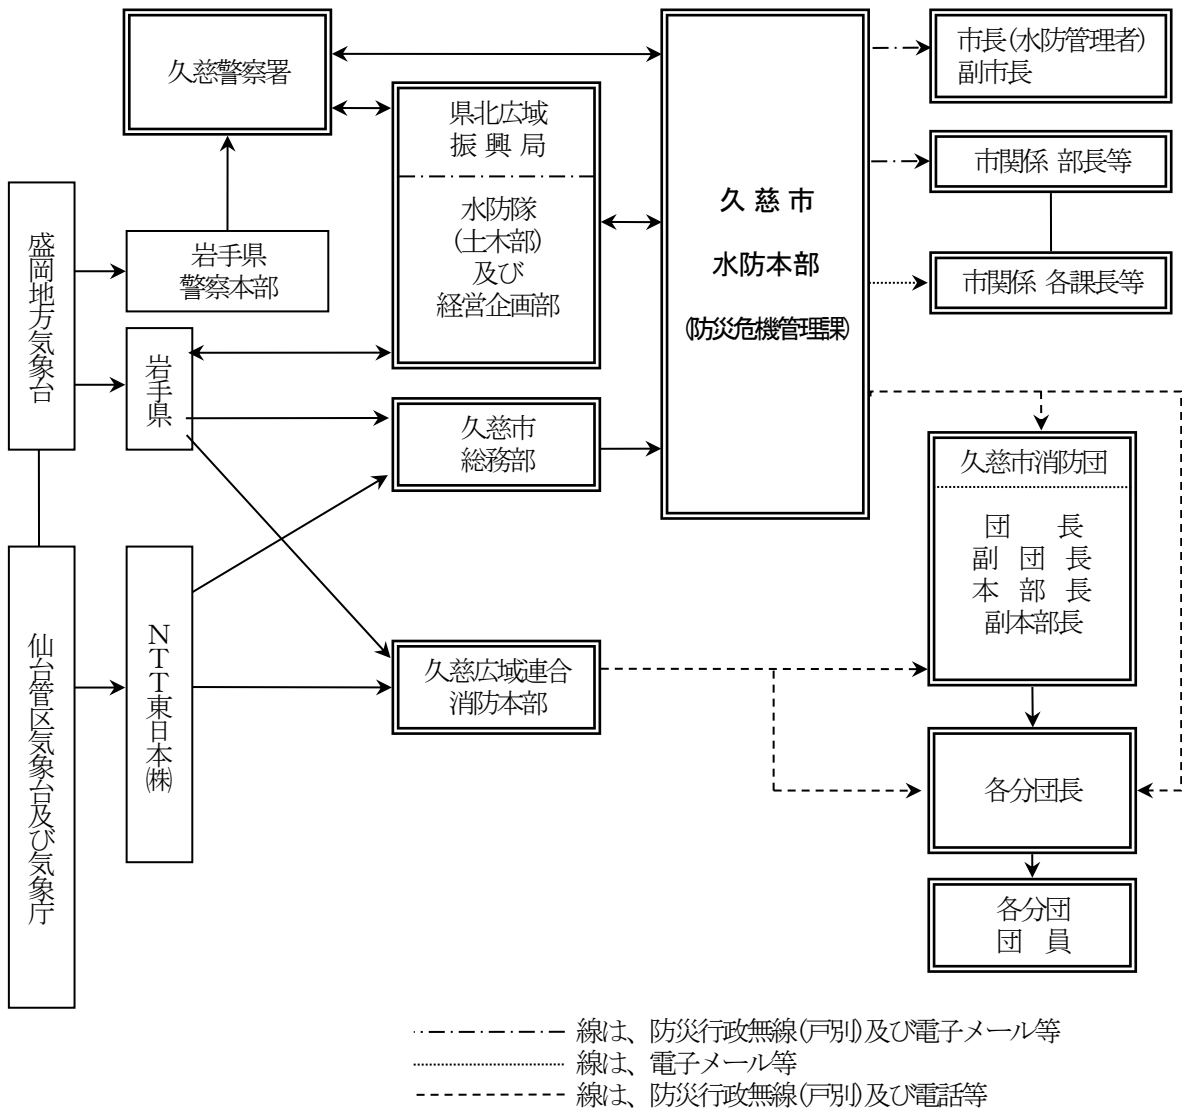 久慈警察署
県北広域
振 興 局
水防隊
(土木部)
及び
経営企画部
久 慈 市
水防本部
(防災危機管理課)
市長(水防管理者)
副市長
市関係 部長等
市関係 各課長等
盛岡地方気象台
岩手県
警察本部
岩手県
久慈市
総務部
久慈市消防団
団 長
副 団 長
本 部 長
副本部長
仙台管区気象台及び気象庁
NTT東日本㈱
久慈広域連合
消防本部
各分団長
各分団
団 員
線は、防災行政無線(戸別)及び電子メール等
線は、電子メール等
線は、防災行政無線(戸別)及び電話等